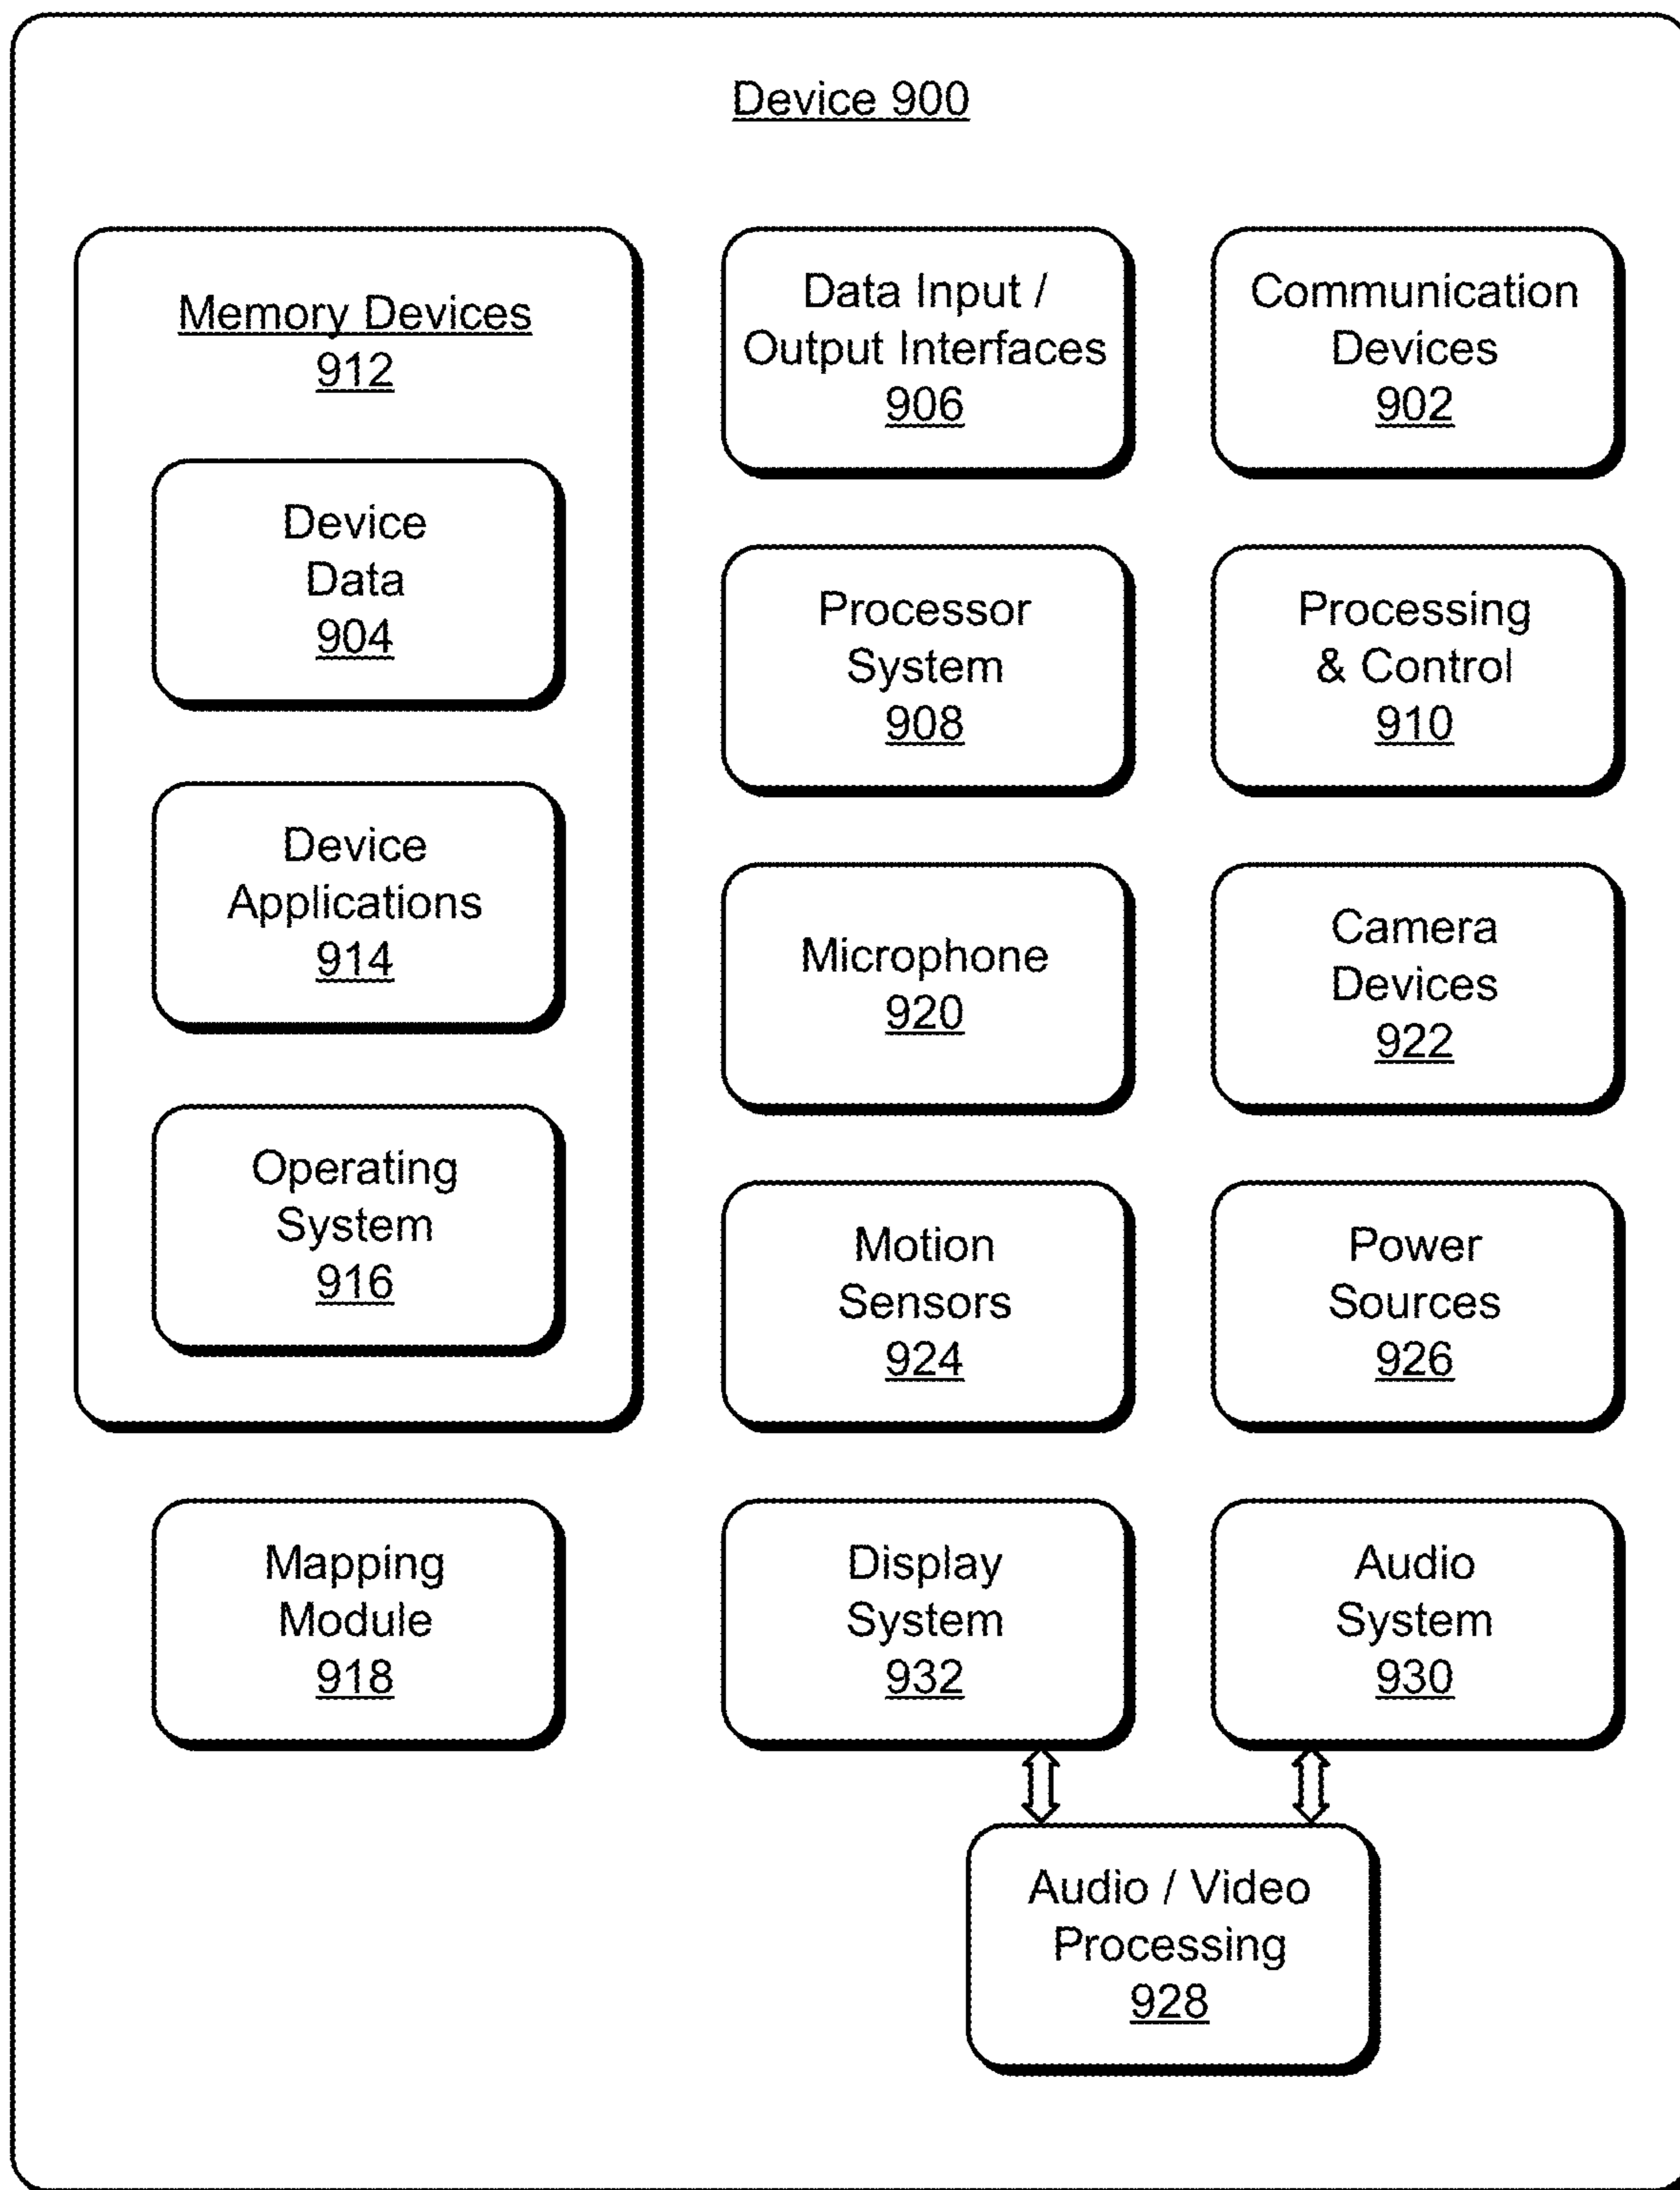 Device 900
Memory Devices
912
Device
Data
904
Device
Applications
914
Operating
System
916
Mapping
Module
918
Data Input /
Output Interfaces
906
Communication
Devices
902
Processor
System
908
Processing
& Control
910
Microphone
920
Camera
Devices
922
Motion
Sensors
924
Power
Sources
926
Display
System
932
Audio
System
930
Audio / Video
Processing
928